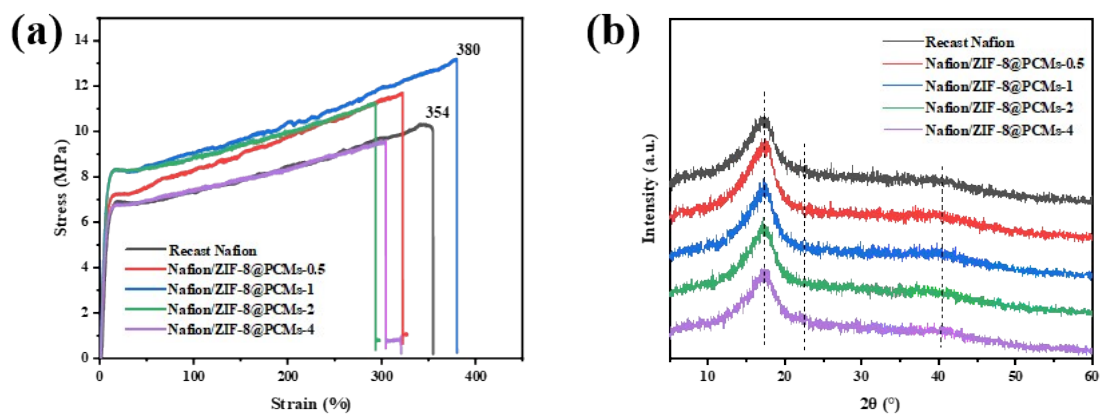 (a)
14
12
10
8
6
4
2
0
Stress (MPa)
380
354
Recast Nafion
Nafion/ZIF-8@PCMs-0.5
Nafion/ZIF-8@PCMs-1
Nafion/ZIF-8@PCMs-2
Nafion/ZIF-8@PCMs-4
0 100 200 300 400
Strain (%)
(b)
Intensity (a.u.)
Recast Nafion
Nafion/ZIF-8@PCMs-0.5
Nafion/ZIF-8@PCMs-1
Nafion/ZIF-8@PCMs-2
Nafion/ZIF-8@PCMs-4
10 20 30 40 50 60
2θ (°)